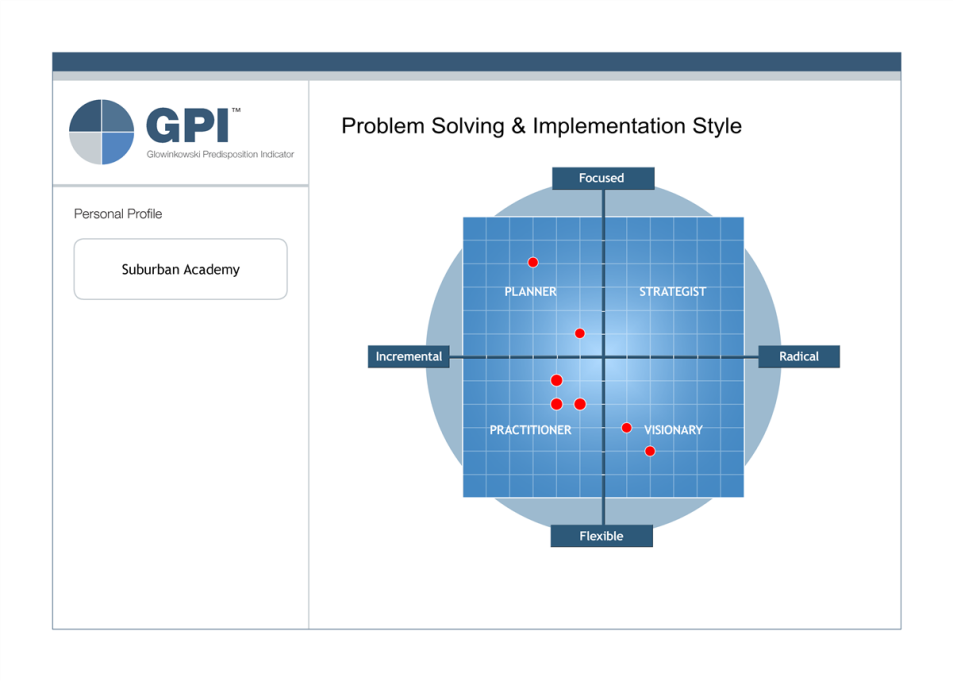 GPI™
Glowinkowski Predisposition Indicator
Personal Profile
Suburban Academy
Problem Solving & Implementation Style
Focused
PLANNER
STRATEGIST
Incremental
Radical
PRACTITIONER
VISIONARY
Flexible